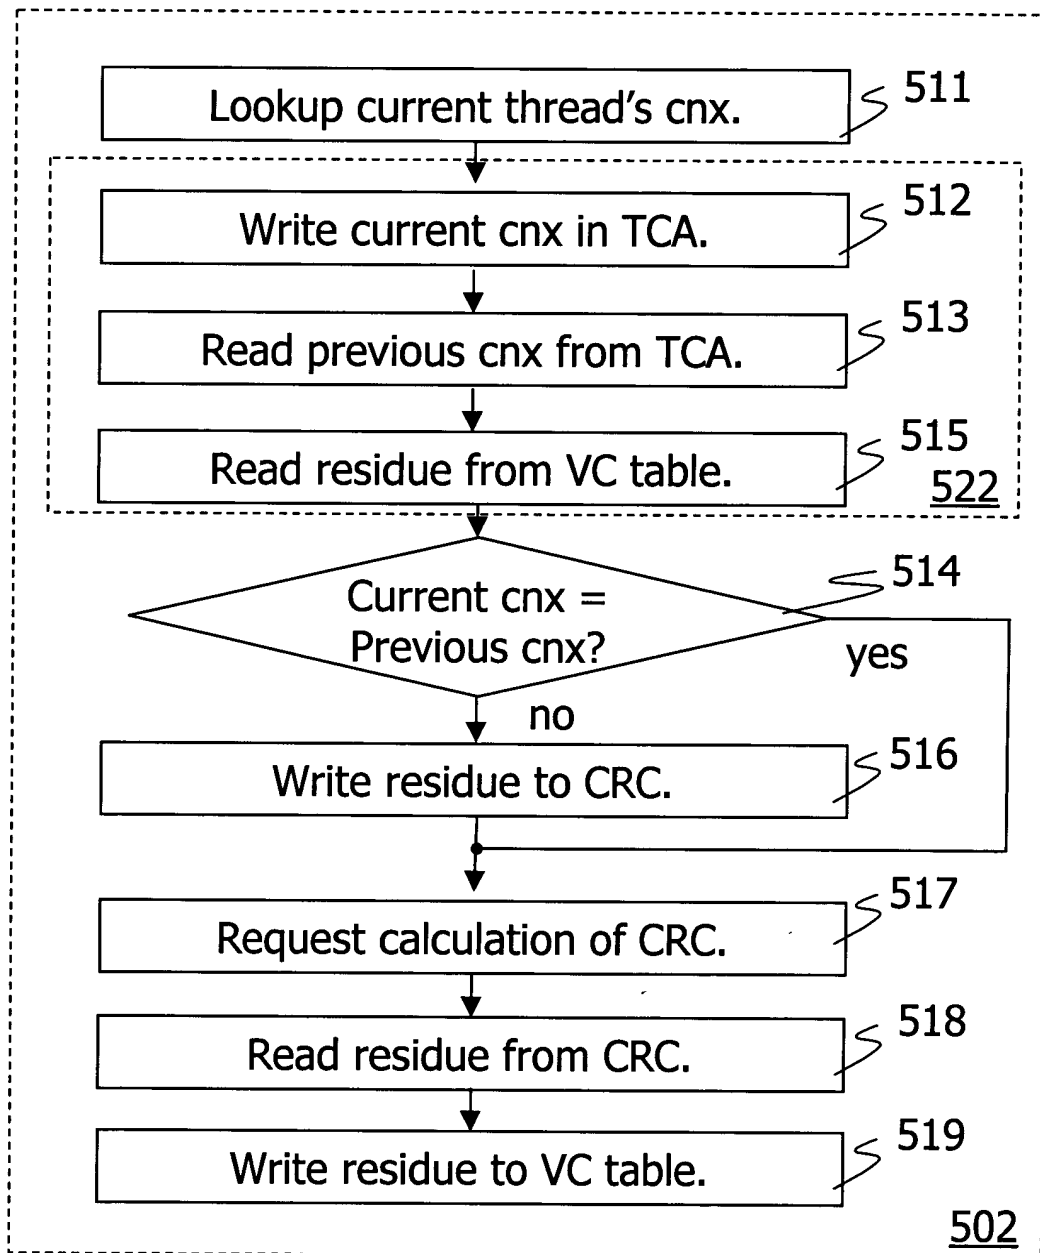 Lookup current thread's cnx.
511
Write current cnx in TCA.
512
Read previous cnx from TCA.
513
Read residue from VC table.
515
522
Current cnx =
Previous cnx?
514
yes
no
Write residue to CRC.
516
Request calculation of CRC.
517
Read residue from CRC.
518
Write residue to VC table.
519
502